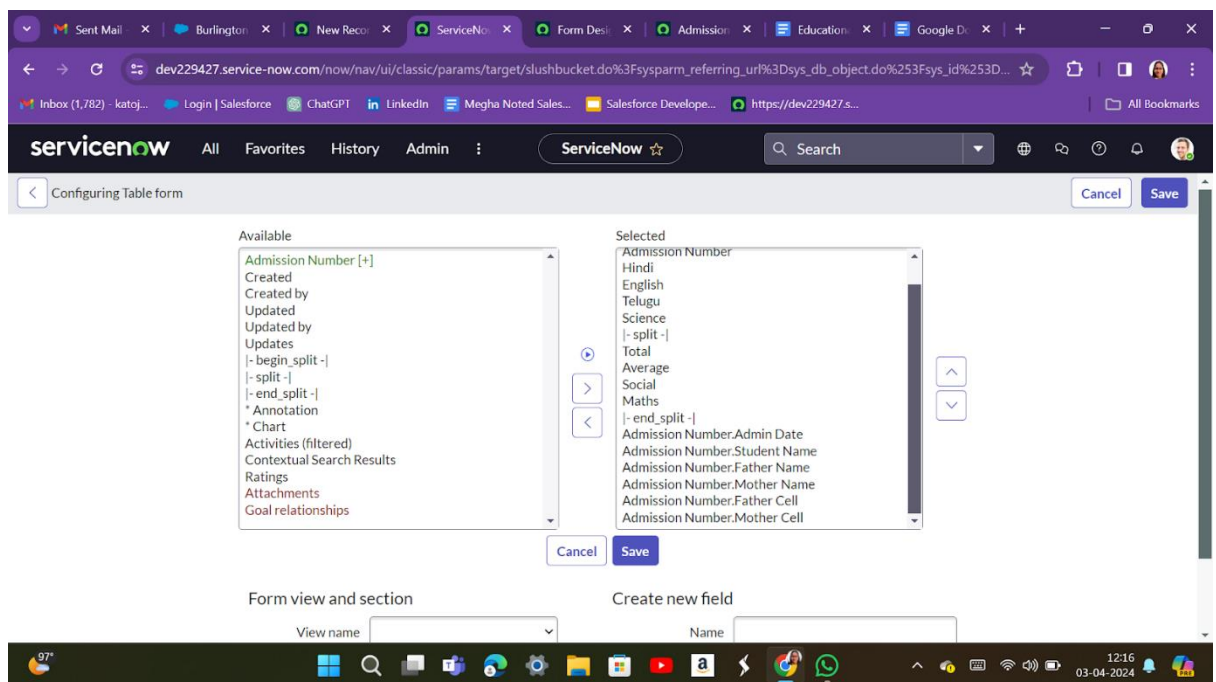 Sent Mail
Burlington
New Recor
ServiceNo
Form Desi
Admission
Education
Google Do
dev229427.service-now.com/now/nav/ui/classic/params/target/slushbucket.do%3Fsysparm_referring_url%3Dsys_db_object.do%253Fsys_id%253D...
Inbox (1,782) - katoj...
Login | Salesforce
ChatGPT
LinkedIn
Megha Noted Sales...
Salesforce Develope...
https://dev229427.s...
All Bookmarks
servicenow
All
Favorites
History
Admin
ServiceNow
Search
Configuring Table form
Cancel
Save
Available
Admission Number [+]
Created
Created by
Updated
Updated by
Updates
|- begin_split -|
|- split -|
|- end_split -|
* Annotation
* Chart
Activities (filtered)
Contextual Search Results
Ratings
Attachments
Goal relationships
Selected
Admission Number
Hindi
English
Telugu
Science
|- split -|
Total
Average
Social
Maths
|- end_split -|
Admission Number.Admin Date
Admission Number.Student Name
Admission Number.Father Name
Admission Number.Mother Name
Admission Number.Father Cell
Admission Number.Mother Cell
Cancel
Save
Form view and section
View name
Create new field
Name
97°
12:16
03-04-2024